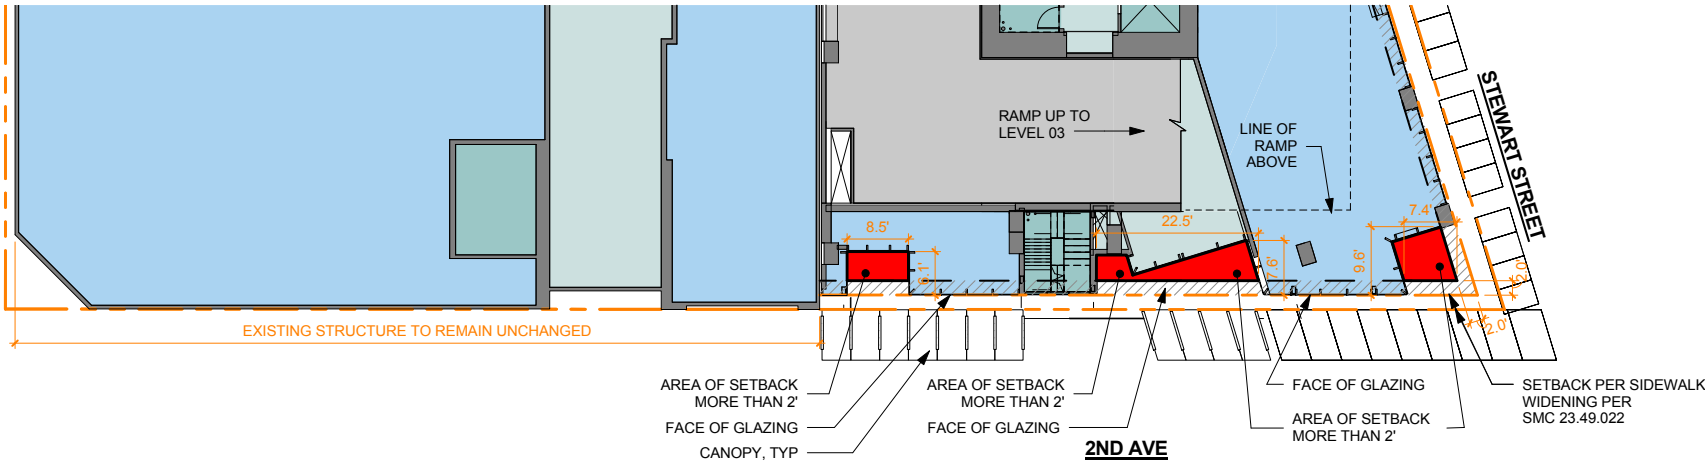 RAMP UP TO
LEVEL 03
LINE OF
RAMP
ABOVE
STEWART STREET
8.5'
6.1'
22.5'
7.6'
9.6'
7.4'
2.0'
2.0'
EXISTING STRUCTURE TO REMAIN UNCHANGED
AREA OF SETBACK
MORE THAN 2'
FACE OF GLAZING
CANOPY, TYP
AREA OF SETBACK
MORE THAN 2'
FACE OF GLAZING
2ND AVE
FACE OF GLAZING
AREA OF SETBACK
MORE THAN 2'
SETBACK PER SIDEWALK
WIDENING PER
SMC 23.49.022